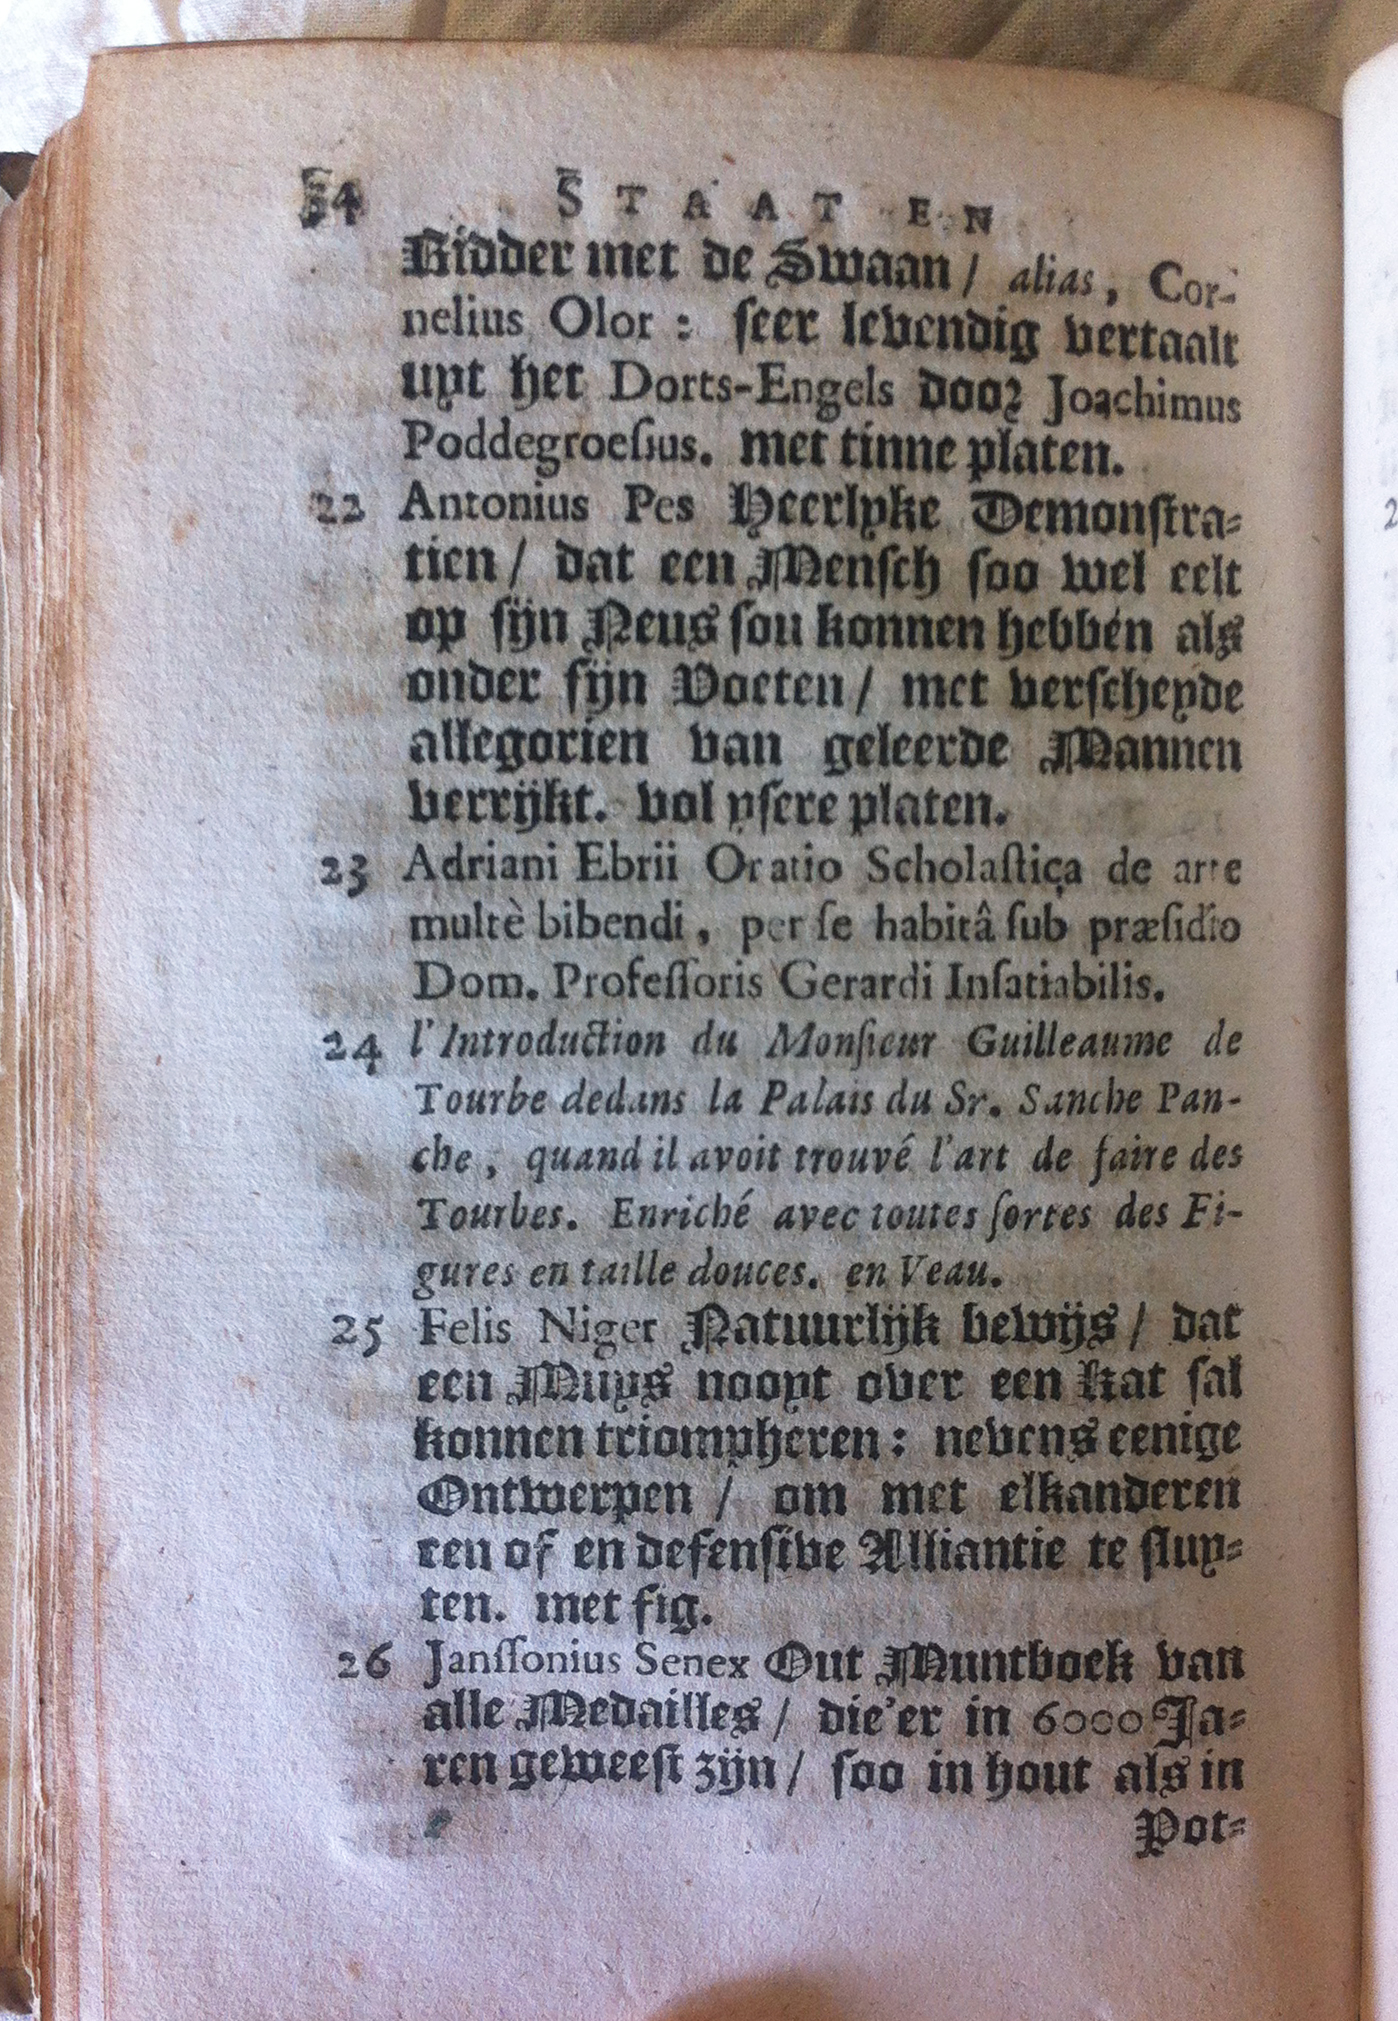 54 STAATEN
Ridder met de Swaan / alias, Cor-
nelius Olor : seer levendig vertaalt
uyt het Dorts-Engels door Joachimus
Poddegroesius. met tinne platen.
22 Antonius Pes Heerlyke Demonstra-
tien / dat een Mensch soo wel eelt
op sijn Neus sou konnen hebben als
onder sijn Voeten / met verscheyde
allegorien van geleerde Mannen
verrijkt. vol ysere platen.
23 Adriani Ebrii Oratio Scholastica de arte
multè bibendi, per se habitâ sub præsidio
Dom. Professoris Gerardi Insatiabilis.
24 l'Introduction du Monsieur Guilleaume de
Tourbe dedans la Palais du Sr. Sanche Pan-
che, quand il avoit trouvé l'art de faire des
Tourbes. Enriché avec toutes sortes des Fi-
gures en taille douces. en Veau.
25 Felis Niger Natuurlijk bewijs / dat
een Muys nooyt over een kat sal
konnen triompheren : nevens eenige
Ontwerpen / om met elkanderen
een of en defensive Alliantie te sluy-
ten. met fig.
26 Janssonius Senex Out Muntboek van
alle Medailles / die'er in 6000 Ja-
ren geweest zijn / soo in hout als in
Pot-